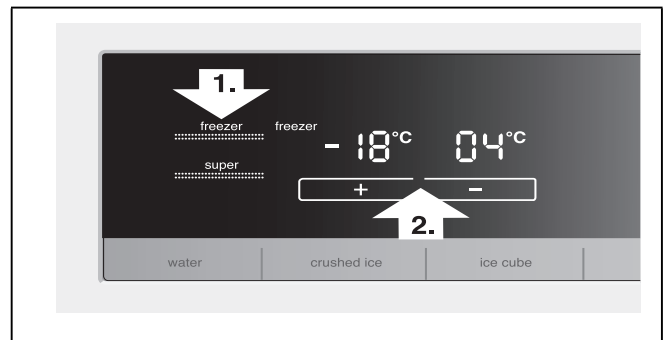 1.
freezer freezer
-18°C 04°C
super
+ -
2.
water crushed ice ice cube